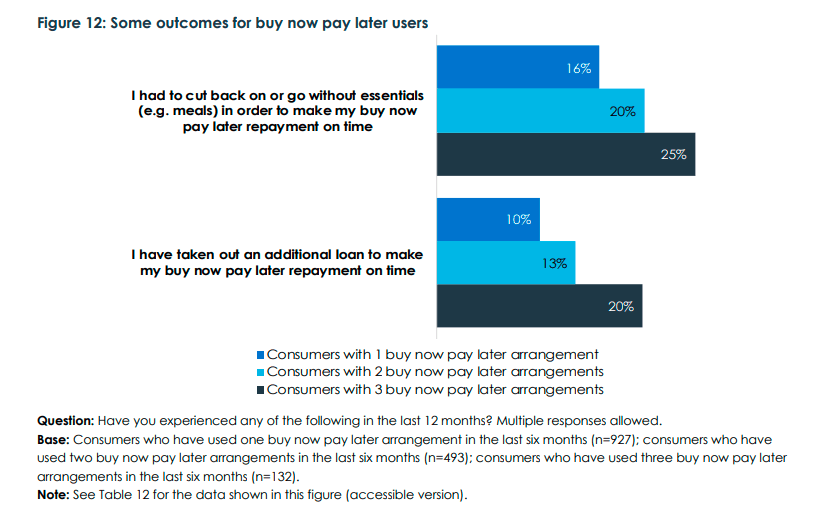 Figure 12: Some outcomes for buy now pay later users
I had to cut back on or go without essentials
(e.g. meals) in order to make my buy now
pay later repayment on time
16%
20%
25%
I have taken out an additional loan to make
my buy now pay later repayment on time
10%
13%
20%
Consumers with 1 buy now pay later arrangement
Consumers with 2 buy now pay later arrangements
Consumers with 3 buy now pay later arrangements
Question: Have you experienced any of the following in the last 12 months? Multiple responses allowed.
Base: Consumers who have used one buy now pay later arrangement in the last six months (n=927); consumers who have
used two buy now pay later arrangements in the last six months (n=493); consumers who have used three buy now pay later
arrangements in the last six months (n=132).
Note: See Table 12 for the data shown in this figure (accessible version).